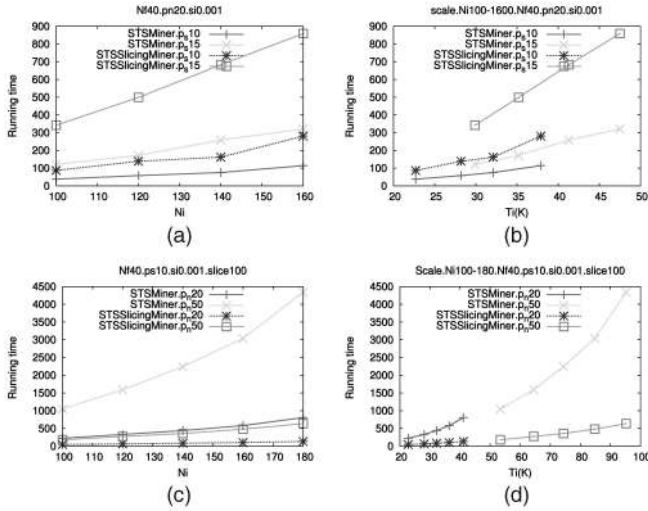 Nf40.pn20.si0.001
STSMiner.pₛ10
STSMiner.pₛ15
STSSlicingMiner.pₛ10
STSSlicingMiner.pₛ15
Running time
900
800
700
600
500
400
300
200
100
0
100 110 120 130 140 150 160
Ni
(a)
scale.Ni100-1600.Nf40.pn20.si0.001
STSMiner.pₛ10
STSMiner.pₛ15
STSSlicingMiner.pₛ10
STSSlicingMiner.pₛ15
Running time
900
800
700
600
500
400
300
200
100
0
20 25 30 35 40 45 50
Ti(K)
(b)
Nf40.ps10.si0.001.slice100
STSMiner.pₙ20
STSMiner.pₙ50
STSSlicingMiner.pₙ20
STSSlicingMiner.pₙ50
Running time
4500
4000
3500
3000
2500
2000
1500
1000
500
0
100 110 120 130 140 150 160 170 180
Ni
(c)
Scale.Ni100-180.Nf40.ps10.si0.001.slice100
STSMiner.pₙ20
STSMiner.pₙ50
STSSlicingMiner.pₙ20
STSSlicingMiner.pₙ50
Running time
4500
4000
3500
3000
2500
2000
1500
1000
500
0
20 30 40 50 60 70 80 90 100
Ti(K)
(d)